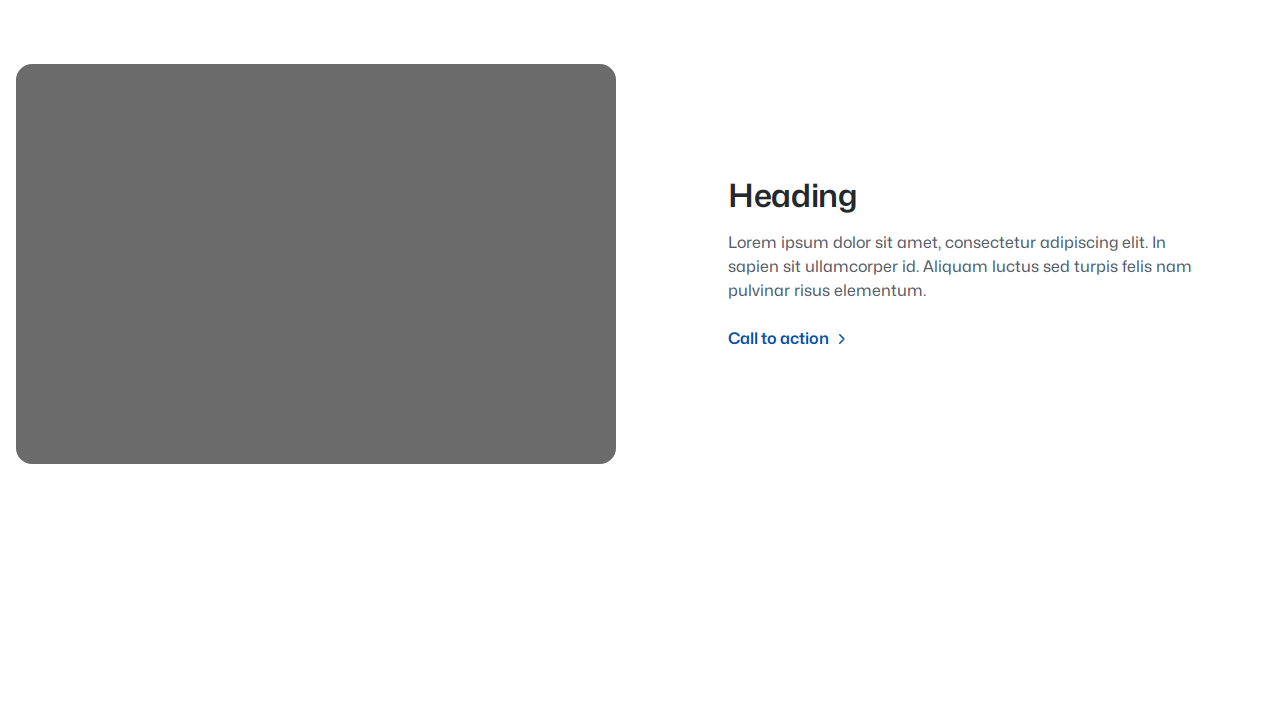 Heading
Lorem ipsum dolor sit amet, consectetur adipiscing elit. In
sapien sit ullamcorper id. Aliquam luctus sed turpis felis nam
pulvinar risus elementum.
Call to action